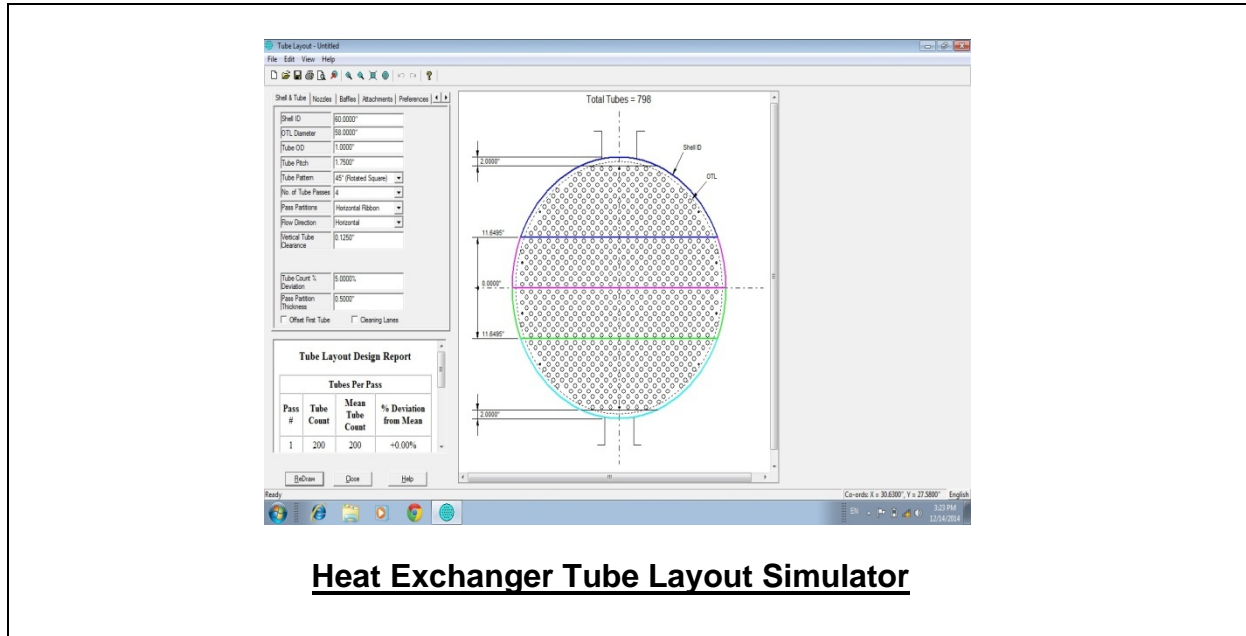 Tube Layout - Untitled
File Edit View Help
Shell & Tube Nozzles Baffles Attachments Preferences
Shell ID 60.0000"
OTL Diameter 58.0000"
Tube OD 1.0000"
Tube Pitch 1.7500"
Tube Pattern 45° (Rotated Square)
No. of Tube Passes 4
Pass Partitions Horizontal Ribbon
Row Direction Horizontal
Vertical Tube Clearance 0.1250"
Tube Count % Deviation 5.0000%
Pass Partition Thickness 0.5000"
Offset First Tube Cleaning Lanes
Tube Layout Design Report
Tubes Per Pass
Pass # Tube Count Mean Tube Count % Deviation from Mean
1 200 200 +0.00%
ReDraw Close Help
Total Tubes = 798
Shell ID
2.0000"
OTL
11.6495"
0.0000"
11.6495"
2.0000"
Ready
Co-ords: X = 30.6300", Y = 27.5800" English
EN
3:23 PM
12/14/2014
Heat Exchanger Tube Layout Simulator